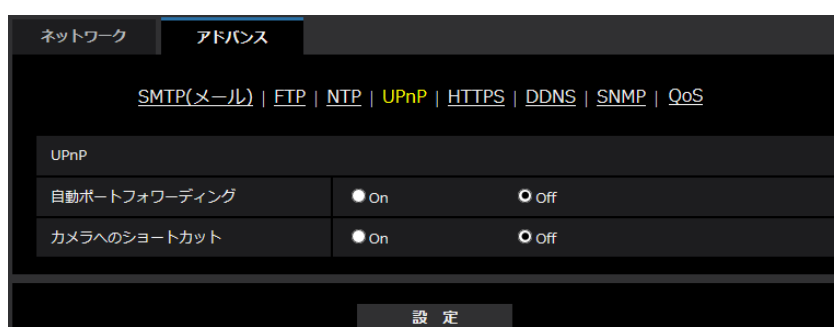 ネットワーク アドバンス
SMTP(メール) | FTP | NTP | UPnP | HTTPS | DDNS | SNMP | QoS
UPnP
自動ポートフォワーディング On Off
カメラへのショートカット On Off
設 定